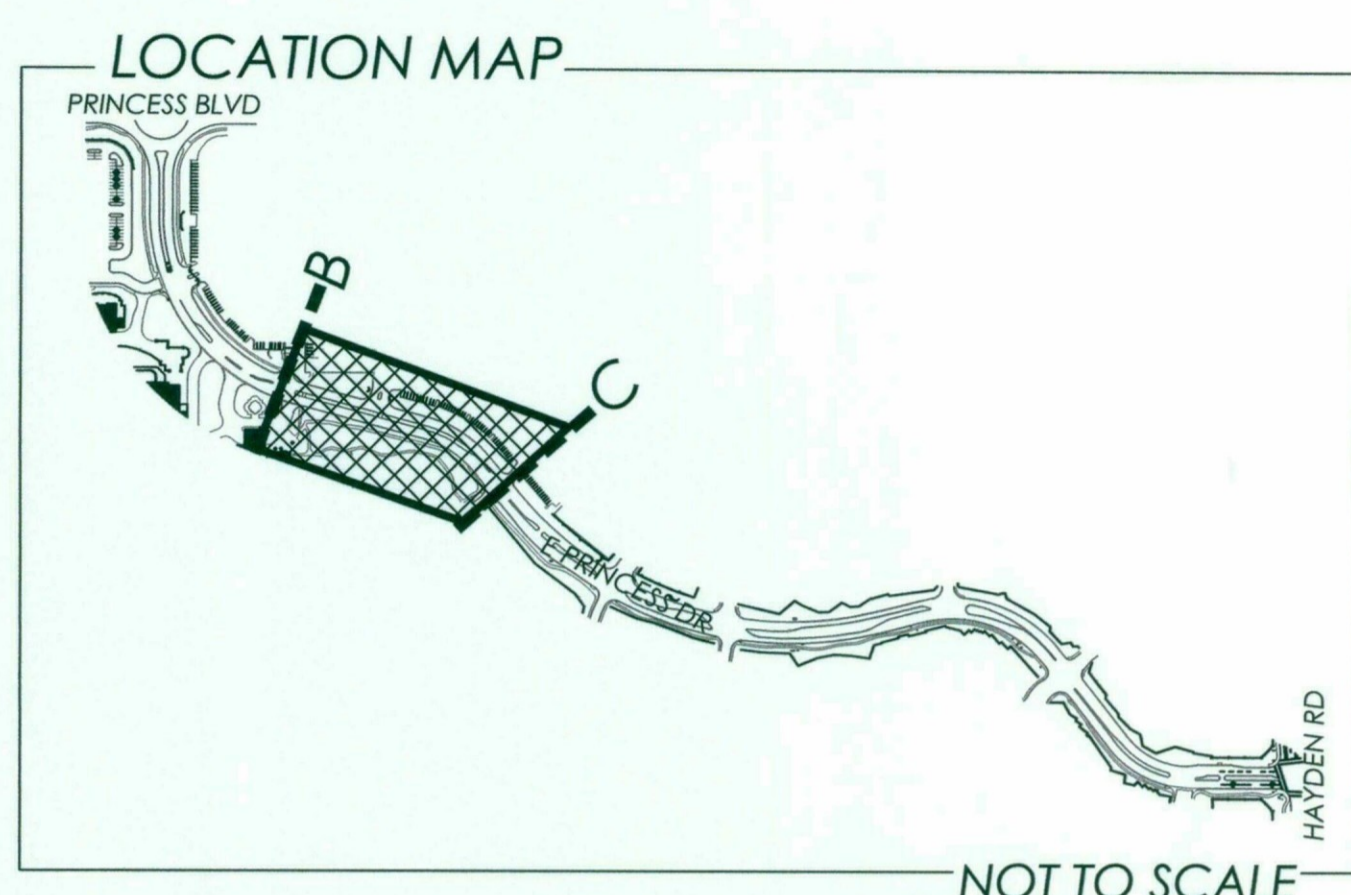 LOCATION MAP
PRINCESS BLVD
B
C
E PRINCESS DR
HAYDEN RD
NOT TO SCALE